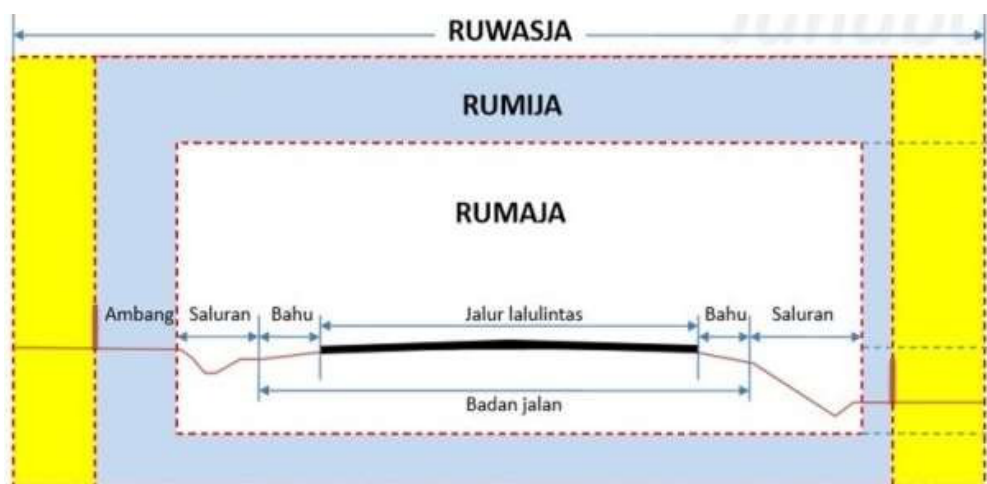 RUWASJA
RUMIJA
RUMAJA
Ambang Saluran Bahu Jalur lalulintas Bahu Saluran
Badan jalan